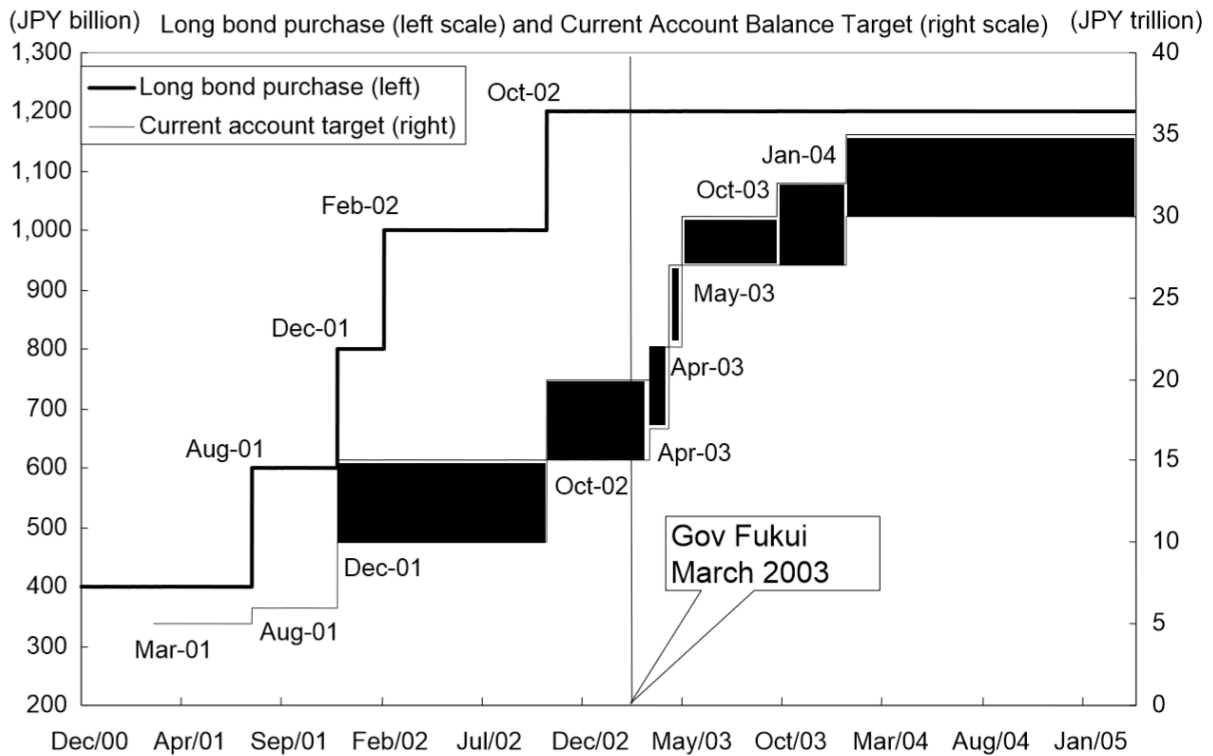 (JPY billion) Long bond purchase (left scale) and Current Account Balance Target (right scale) (JPY trillion)
1,300
1,200
1,100
1,000
900
800
700
600
500
400
300
200
40
35
30
25
20
15
10
5
0
Long bond purchase (left)
Current account target (right)
Oct-02
Feb-02
Dec-01
Aug-01
Mar-01
Aug-01
Dec-01
Oct-02
Apr-03
Apr-03
May-03
Oct-03
Jan-04
Gov Fukui
March 2003
Dec/00 Apr/01 Sep/01 Feb/02 Jul/02 Dec/02 May/03 Oct/03 Mar/04 Aug/04 Jan/05